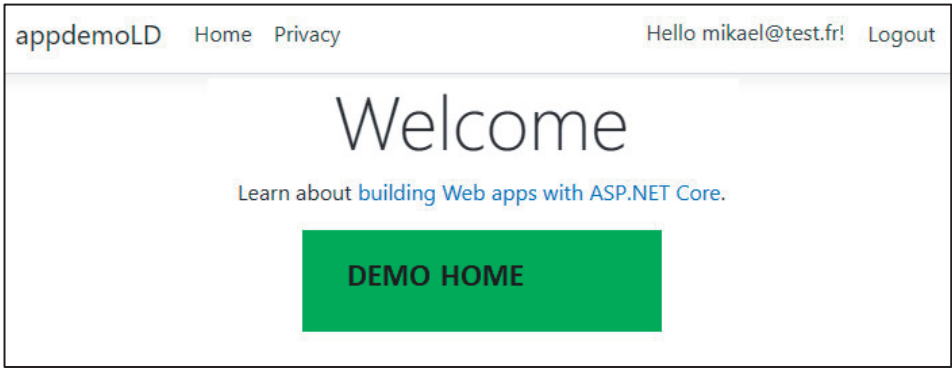 appdemoLD Home Privacy Hello mikael@test.fr! Logout
Welcome
Learn about building Web apps with ASP.NET Core.
DEMO HOME